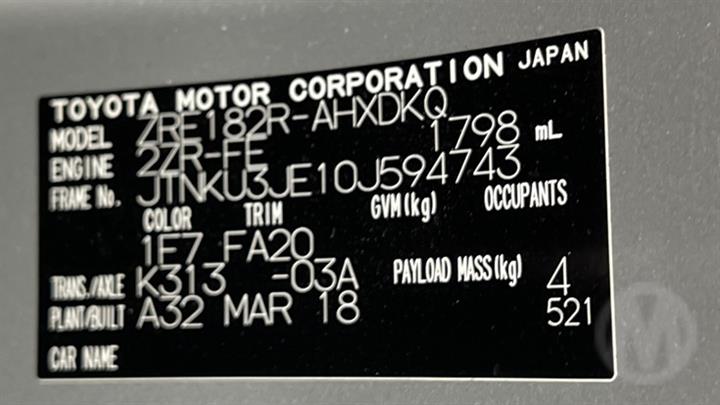 TOYOTA MOTOR CORPORATION JAPAN
MODEL ZRE182R-AHXDKQ
ENGINE 2ZR-FE 1798 mL
FRAME No. JTNKU3JE10J594743
COLOR TRIM GVM(kg) OCCUPANTS
1F7 FA20
TRANS./AXLE K313 -03A PAYLOAD MASS(kg) 4
PLANT/BUILT A32 MAR 18 521
CAR NAME
M